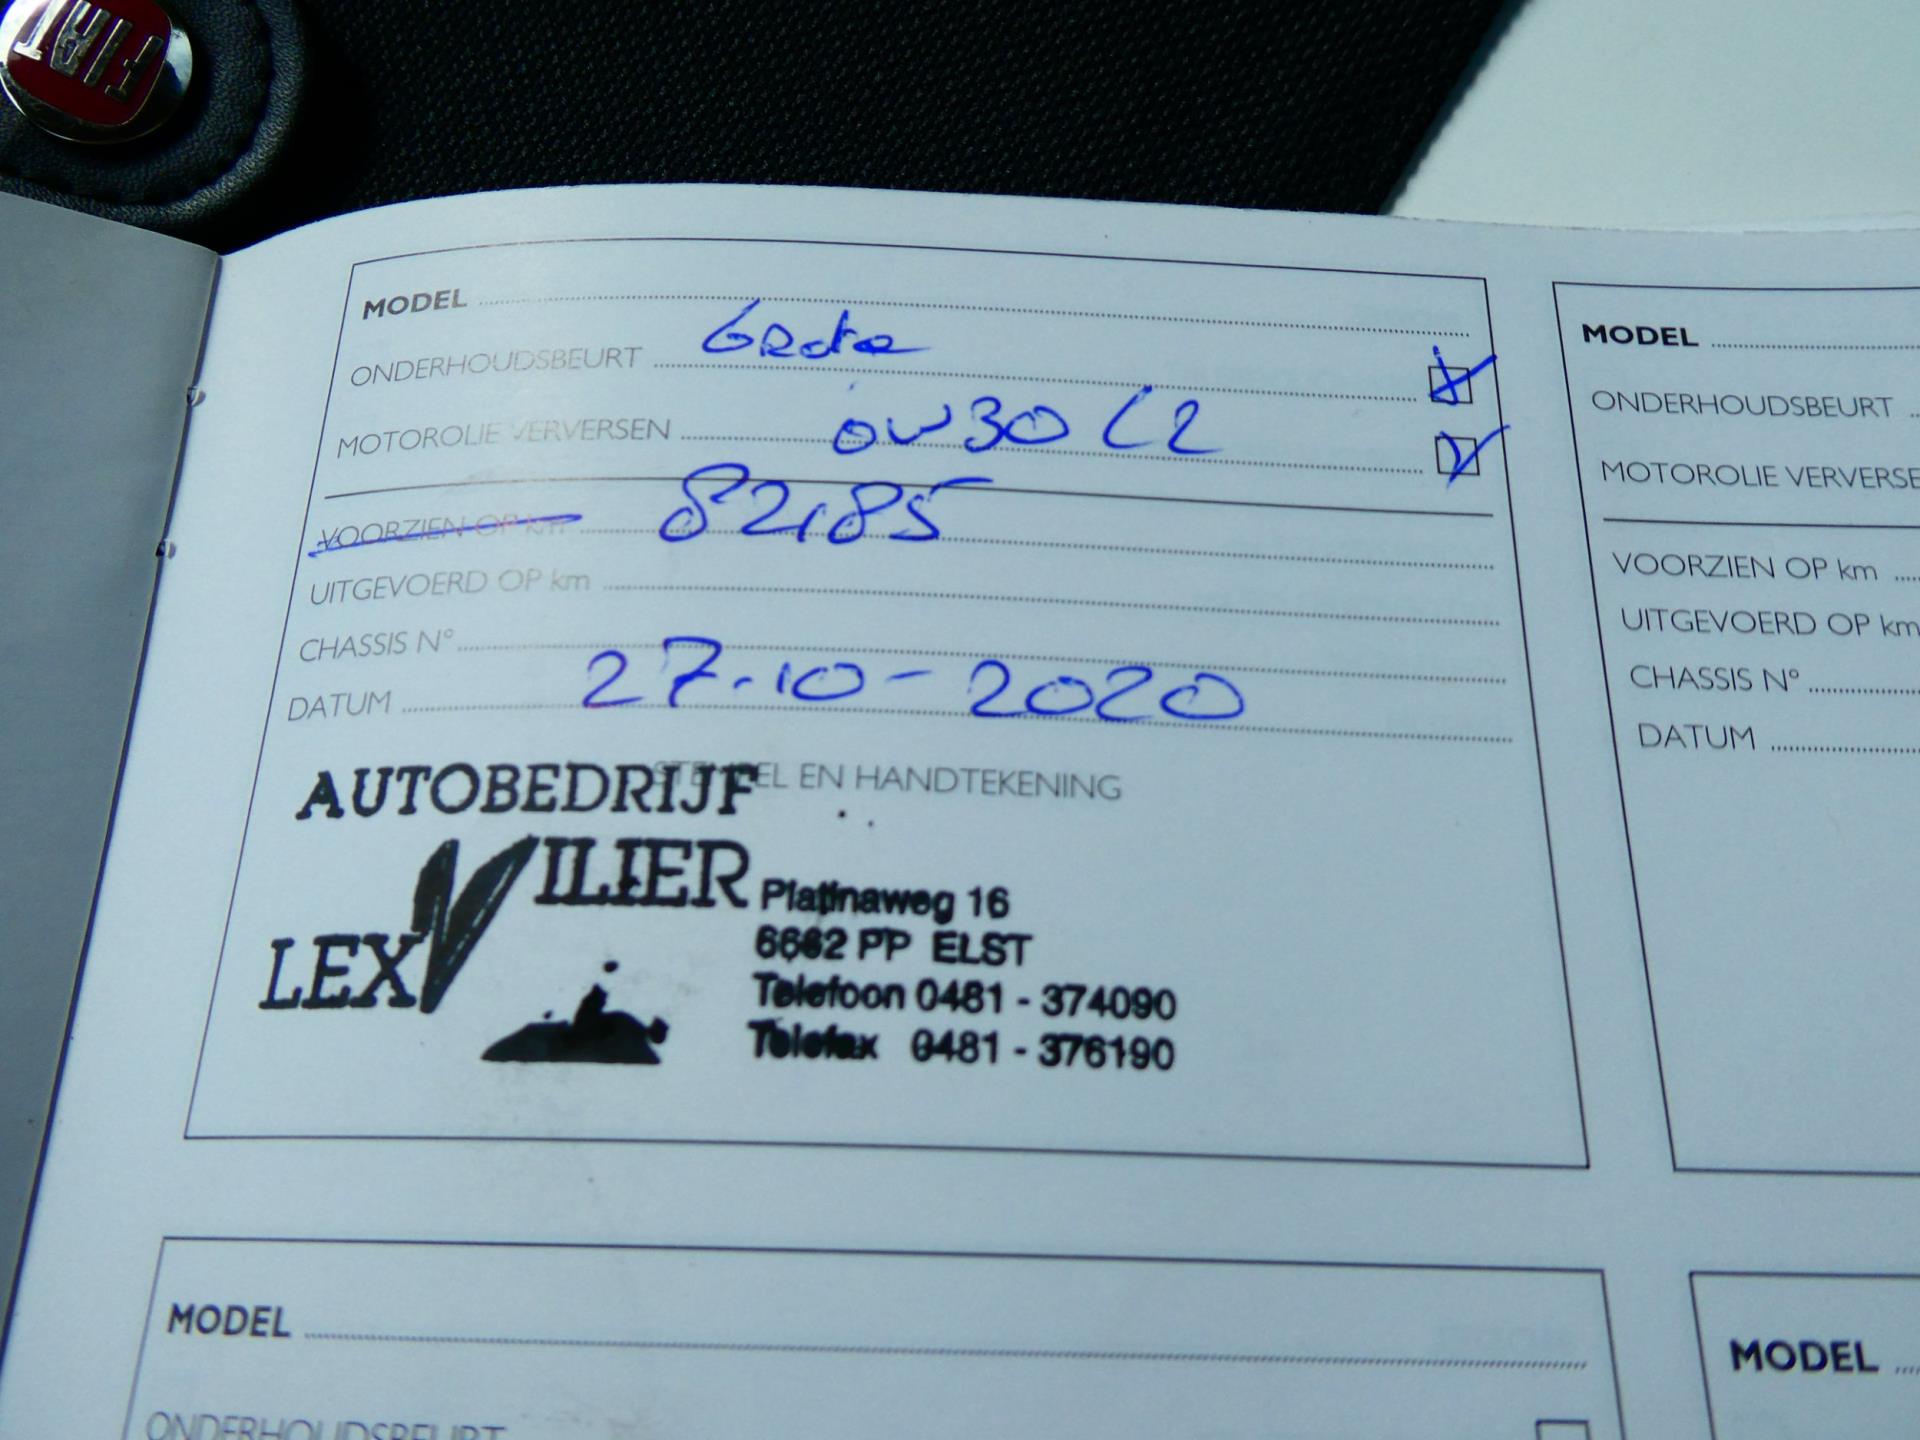 FIAT
MODEL
ONDERHOUDSBEURT Grote
MOTOROLIE VERVERSEN 0W30 C2
VOORZIEN OP km 82185
UITGEVOERD OP km
CHASSIS N°
DATUM 27-10-2020
STEMPEL EN HANDTEKENING
AUTOBEDRIJF
LEX VILIER
Platinaweg 16
6662 PP ELST
Telefoon 0481 - 374090
Telefax 0481 - 376190
MODEL
ONDERHOUDSBEURT
MOTOROLIE VERVERSE
VOORZIEN OP km
UITGEVOERD OP km
CHASSIS N°
DATUM
MODEL
ONDERHOUDSBEURT
MODEL